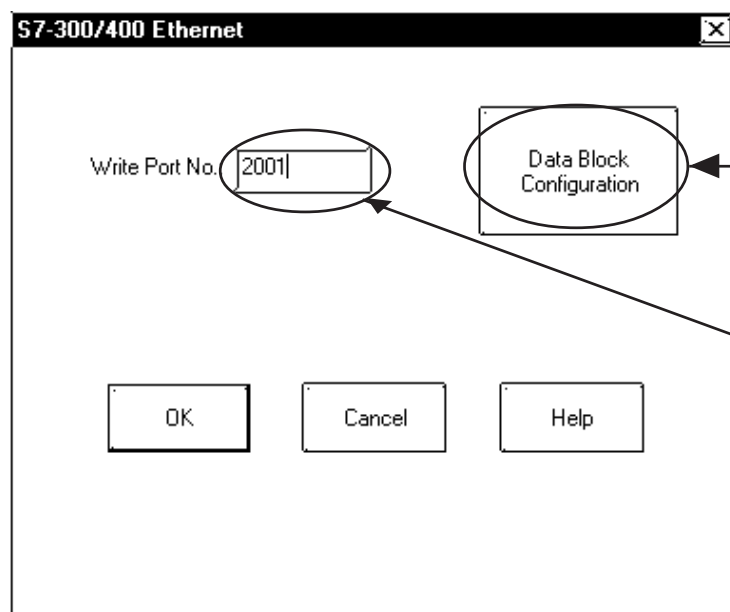 S7-300/400 Ethernet
Write Port No. 2001
Data Block
Configuration
OK Cancel Help